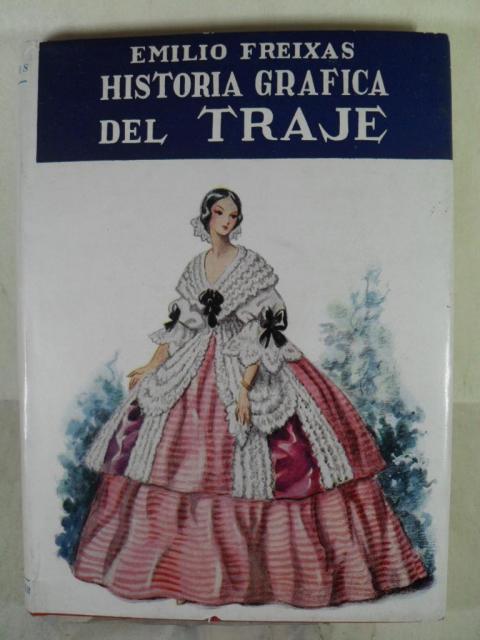 EMILIO FREIXAS
HISTORIA GRAFICA
DEL TRAJE